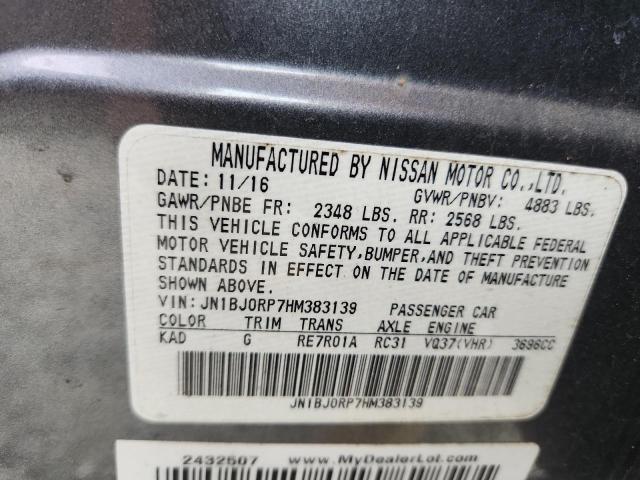 MANUFACTURED BY NISSAN MOTOR CO.,LTD.
DATE: 11/16 GVWR/PNBV: 4883 LBS.
GAWR/PNBE FR: 2348 LBS. RR: 2568 LBS.
THIS VEHICLE CONFORMS TO ALL APPLICABLE FEDERAL
MOTOR VEHICLE SAFETY,BUMPER,AND THEFT PREVENTION
STANDARDS IN EFFECT ON THE DATE OF MANUFACTURE
SHOWN ABOVE.
VIN: JN1BJ0RP7HM383139 PASSENGER CAR
COLOR TRIM TRANS AXLE ENGINE
KAD G RE7R01A RC31 VQ37(VHR) 3696CC
JN1BJ0RP7HM383139
2432507 www.MyDealerLot.com